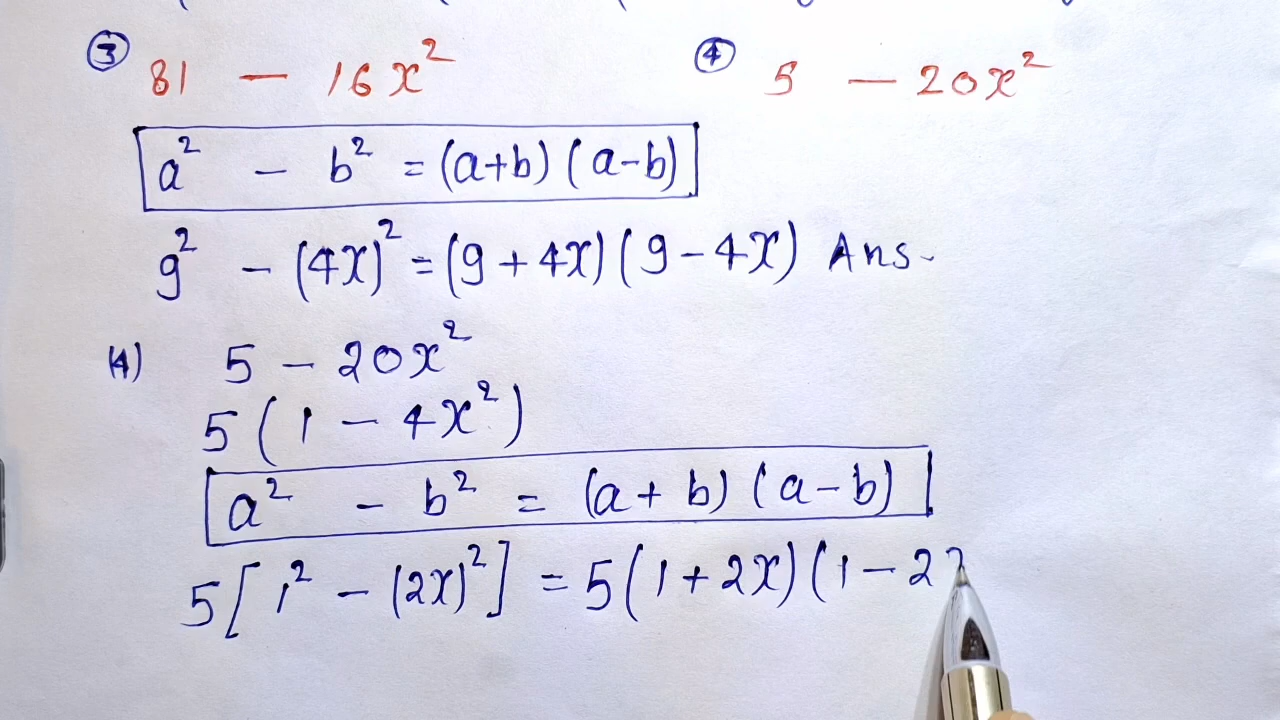 ③ 81 – 16x² ④ 5 – 20x²
a² – b² = (a+b) (a-b)
9² – (4x)² = (9 + 4x) (9 – 4x) Ans.
(4) 5 – 20x²
5 (1 – 4x²)
a² – b² = (a + b) (a – b)
5 [1² – (2x)²] = 5 (1 + 2x) (1 – 2